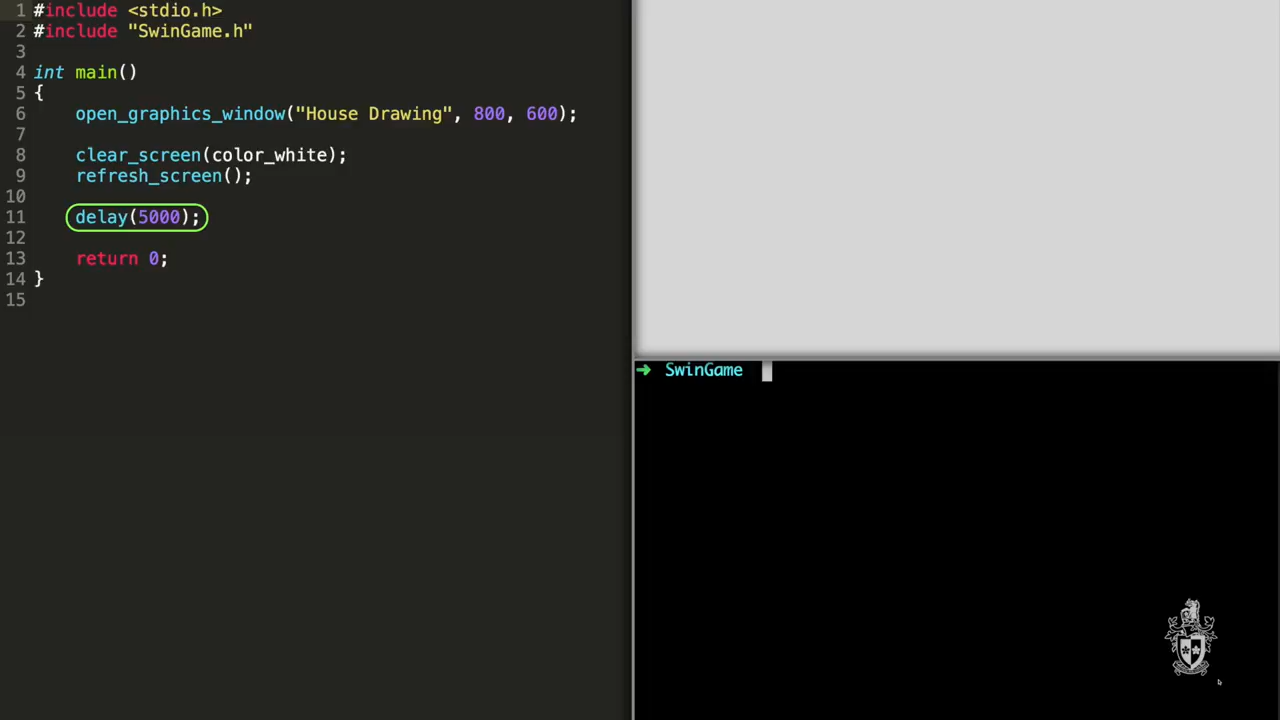 1 #include <stdio.h>
2 #include "SwinGame.h"
3
4 int main()
5 {
6     open_graphics_window("House Drawing", 800, 600);
7
8     clear_screen(color_white);
9     refresh_screen();
10
11     delay(5000);
12
13     return 0;
14 }
15
➜ SwinGame